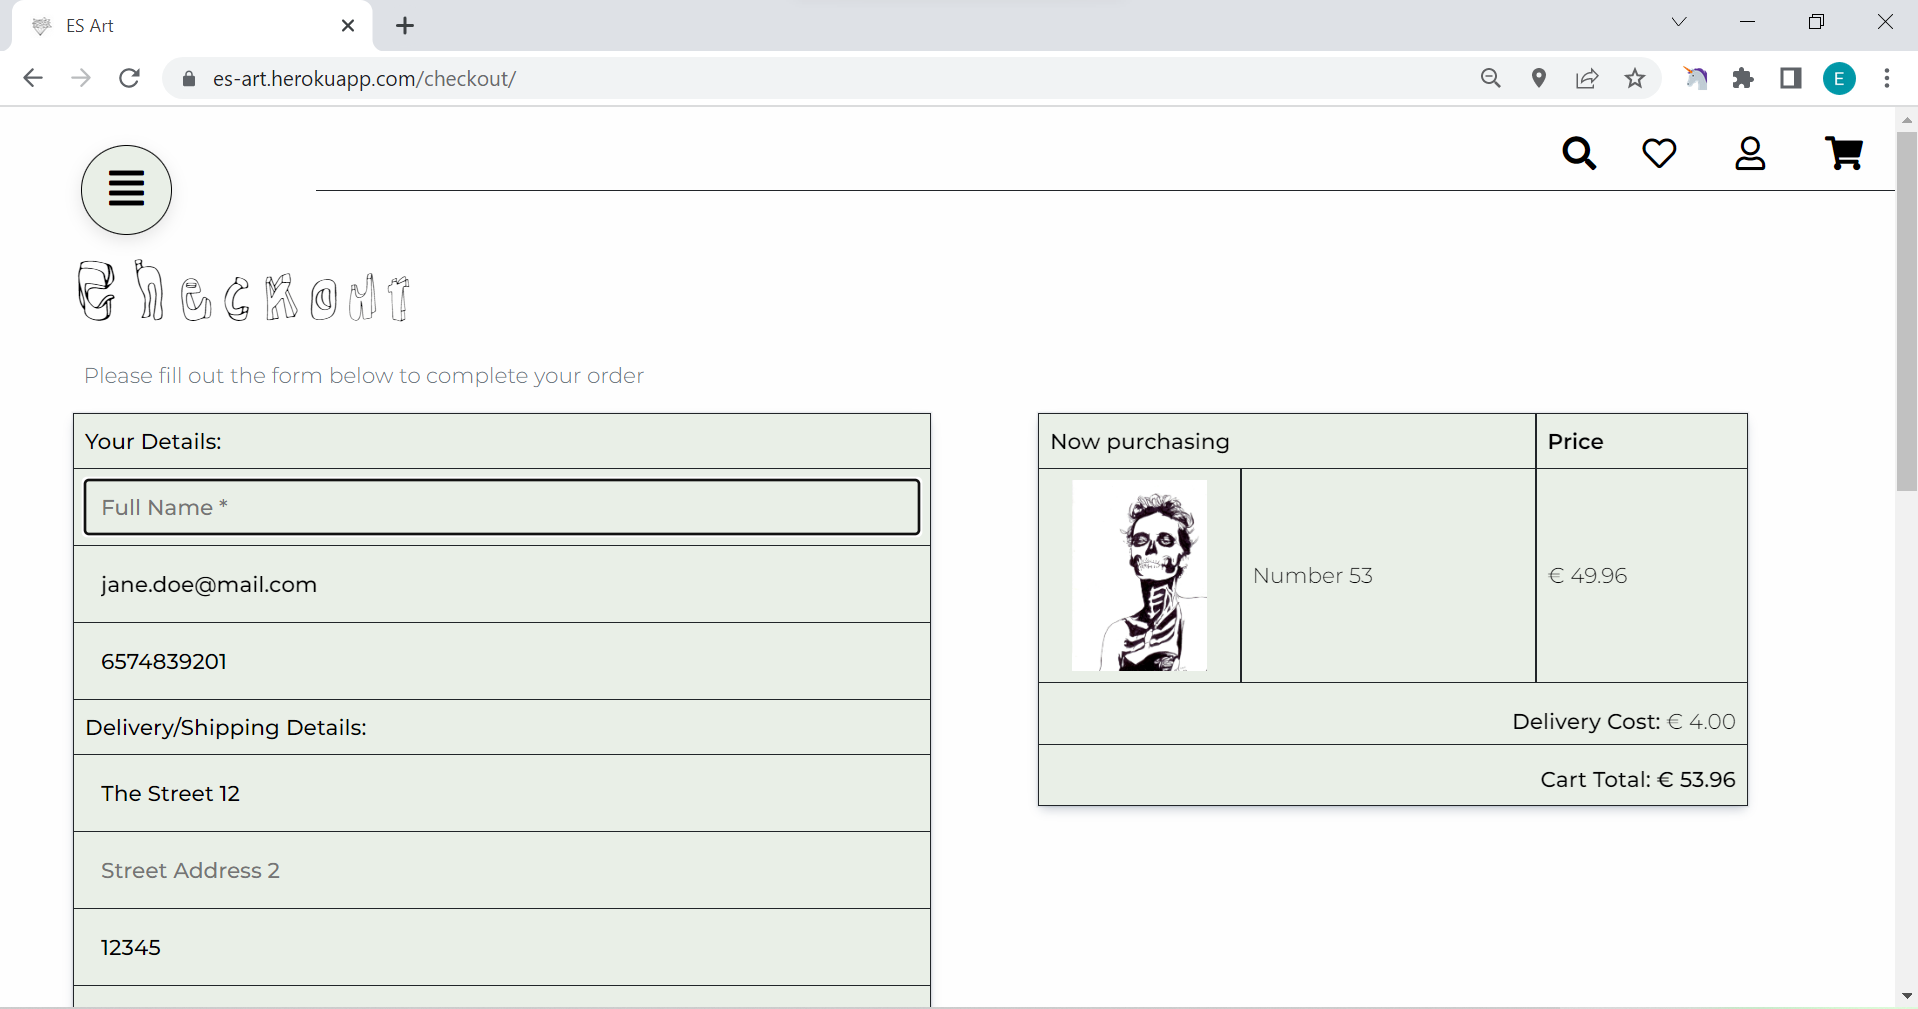 ES Art
es-art.herokuapp.com/checkout/
E
Checkout
Please fill out the form below to complete your order
Your Details:
Full Name *
jane.doe@mail.com
6574839201
Delivery/Shipping Details:
The Street 12
Street Address 2
12345
Now purchasing
Price
Number 53
€ 49.96
Delivery Cost: € 4.00
Cart Total: € 53.96